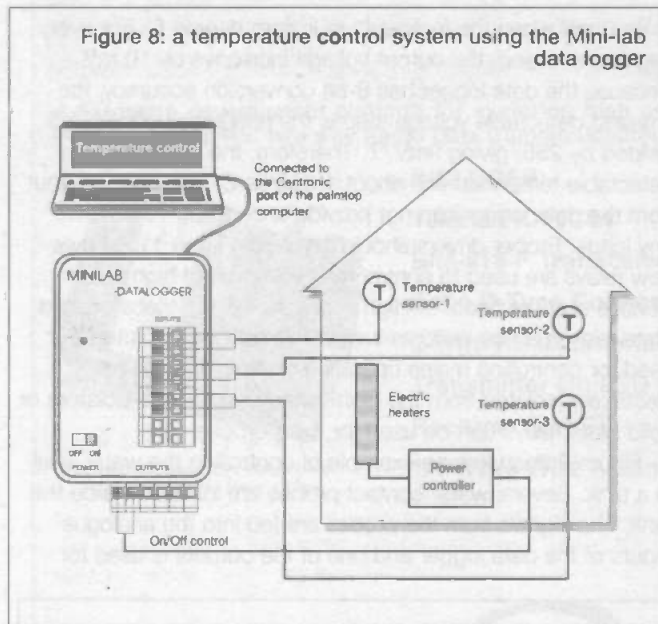 Figure 8: a temperature control system using the Mini-lab
data logger
Temperature control
Connected to
the Centronic
port of the palmtop
computer
MINILAB
-DATALOGGER
INPUTS
OFF ON
POWER
OUTPUTS
On/Off control
T
Temperature
sensor-1
Temperature
sensor-2
T
Electric
heaters
Temperature
sensor-3
T
Power
controller